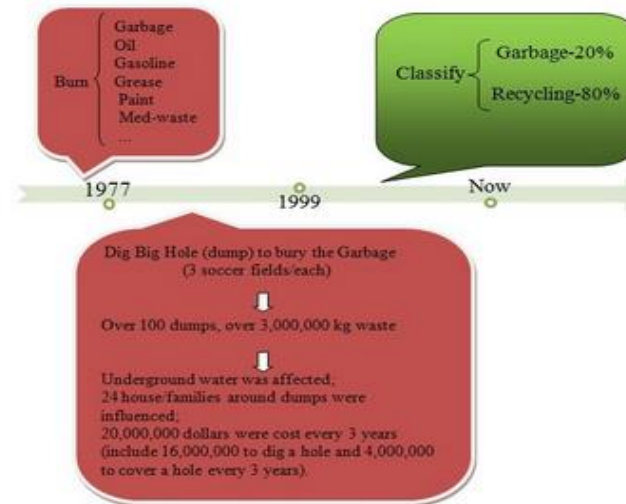 Burn
Garbage
Oil
Gasoline
Grease
Paint
Med-waste
...
Classify
Garbage-20%
Recycling-80%
1977
1999
Now
Dig Big Hole (dump) to bury the Garbage
(3 soccer fields/each)
Over 100 dumps, over 3,000,000 kg waste
Underground water was affected;
24 house/families around dumps were
influenced;
20,000,000 dollars were cost every 3 years
(include 16,000,000 to dig a hole and 4,000,000
to cover a hole every 3 years).